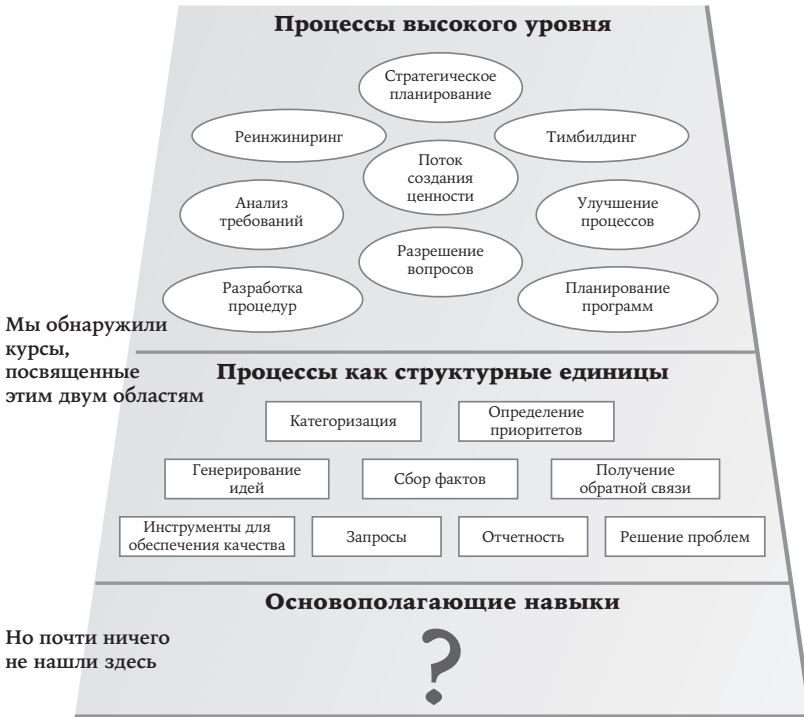 Процессы высокого уровня
Стратегическое
планирование
Реинжиниринг
Тимбилдинг
Поток
создания
ценности
Анализ
требований
Улучшение
процессов
Разрешение
вопросов
Разработка
процедур
Планирование
программ
Мы обнаружили
курсы,
посвященные
этим двум областям
Процессы как структурные единицы
Категоризация
Определение
приоритетов
Генерирование
идей
Сбор фактов
Получение
обратной связи
Инструменты для
обеспечения качества
Запросы
Отчетность
Решение проблем
Основополагающие навыки
Но почти ничего
не нашли здесь
?